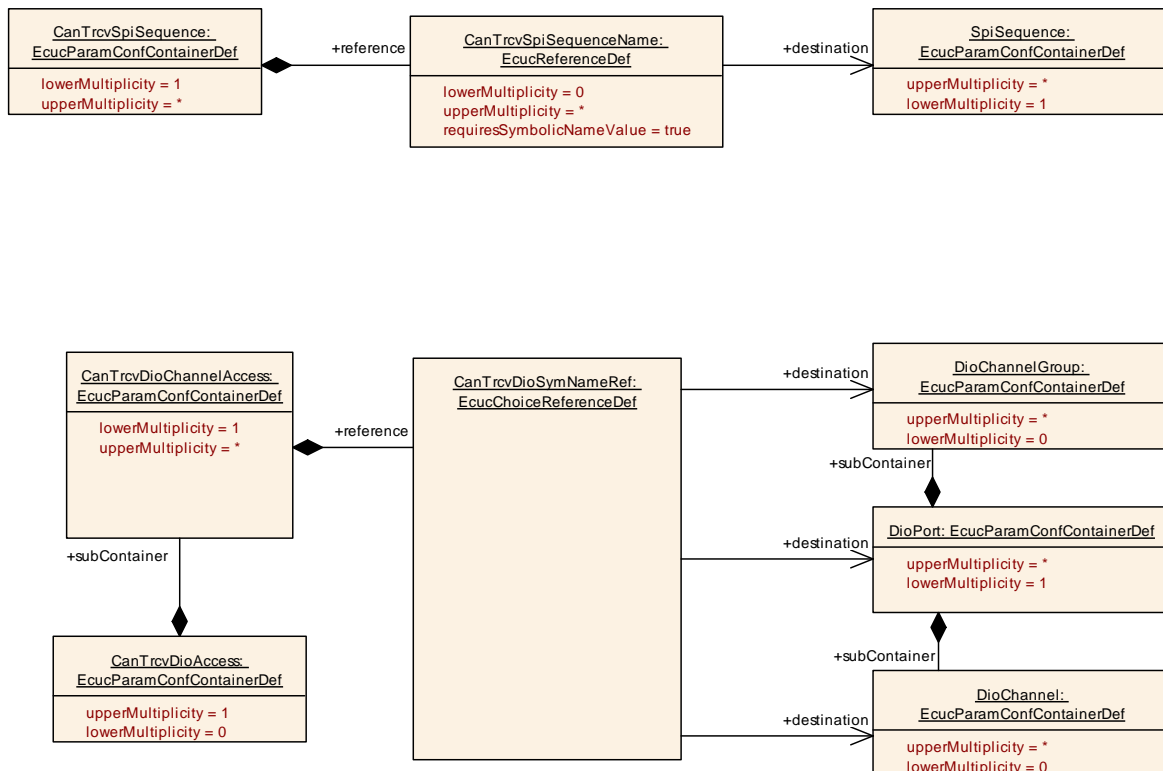 CanTrcvSpiSequence:
EcucParamConfContainerDef
lowerMultiplicity = 1
upperMultiplicity = *
+reference
CanTrcvSpiSequenceName:
EcucReferenceDef
lowerMultiplicity = 0
upperMultiplicity = *
requiresSymbolicNameValue = true
+destination
SpiSequence:
EcucParamConfContainerDef
upperMultiplicity = *
lowerMultiplicity = 1
CanTrcvDioChannelAccess:
EcucParamConfContainerDef
lowerMultiplicity = 1
upperMultiplicity = *
+reference
+subContainer
CanTrcvDioAccess:
EcucParamConfContainerDef
upperMultiplicity = 1
lowerMultiplicity = 0
CanTrcvDioSymNameRef:
EcucChoiceReferenceDef
+destination
DioChannelGroup:
EcucParamConfContainerDef
upperMultiplicity = *
lowerMultiplicity = 0
+subContainer
+destination
DioPort: EcucParamConfContainerDef
upperMultiplicity = *
lowerMultiplicity = 1
+subContainer
+destination
DioChannel:
EcucParamConfContainerDef
upperMultiplicity = *
lowerMultiplicity = 0